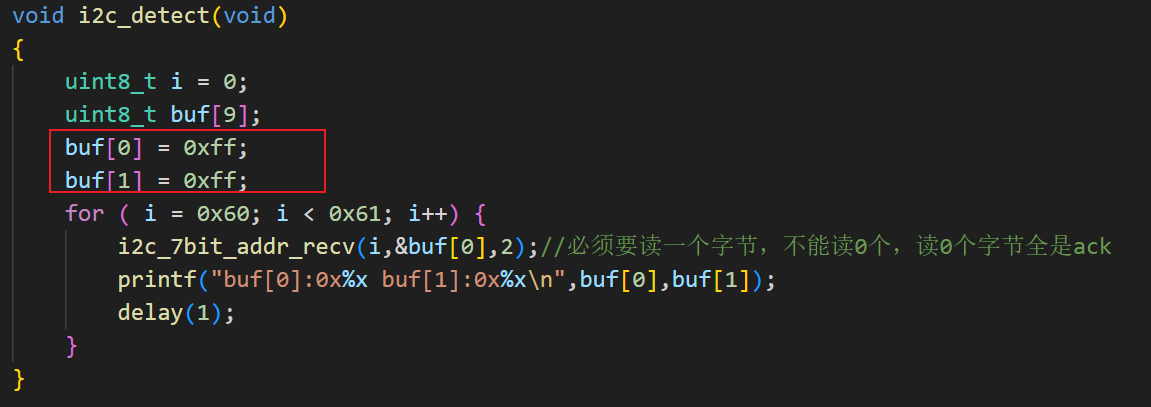 void i2c_detect(void)
{
    uint8_t i = 0;
    uint8_t buf[9];
    buf[0] = 0xff;
    buf[1] = 0xff;
    for ( i = 0x60; i < 0x61; i++) {
        i2c_7bit_addr_recv(i,&buf[0],2);//必须要读一个字节，不能读0个，读0个字节全是ack
        printf("buf[0]:0x%x buf[1]:0x%x\n",buf[0],buf[1]);
        delay(1);
    }
}